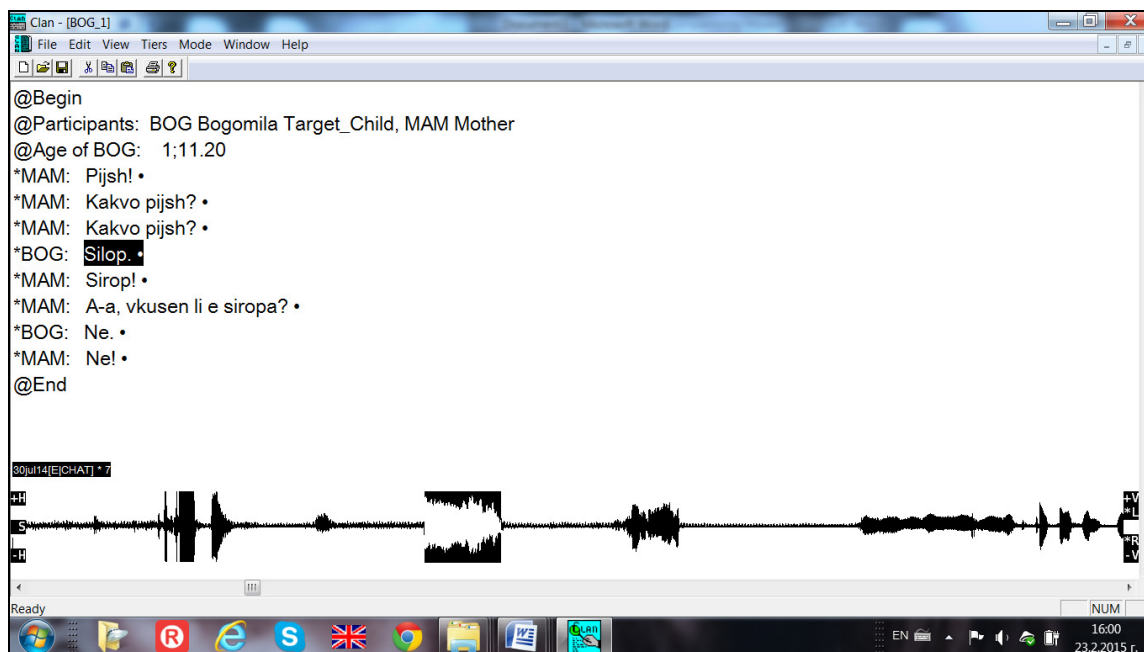 Clan - [BOG_1]
File Edit View Tiers Mode Window Help
@Begin
@Participants: BOG Bogomila Target_Child, MAM Mother
@Age of BOG: 1;11.20
*MAM: Pijsh! •
*MAM: Kakvo pijsh? •
*MAM: Kakvo pijsh? •
*BOG: Silop. •
*MAM: Sirop! •
*MAM: A-a, vkusen li e siropa? •
*BOG: Ne. •
*MAM: Ne! •
@End
30jul14[E|CHAT] * 7
+H +V
S *L
-H *R
-V
Ready NUM
EN 16:00
23.2.2015 г.